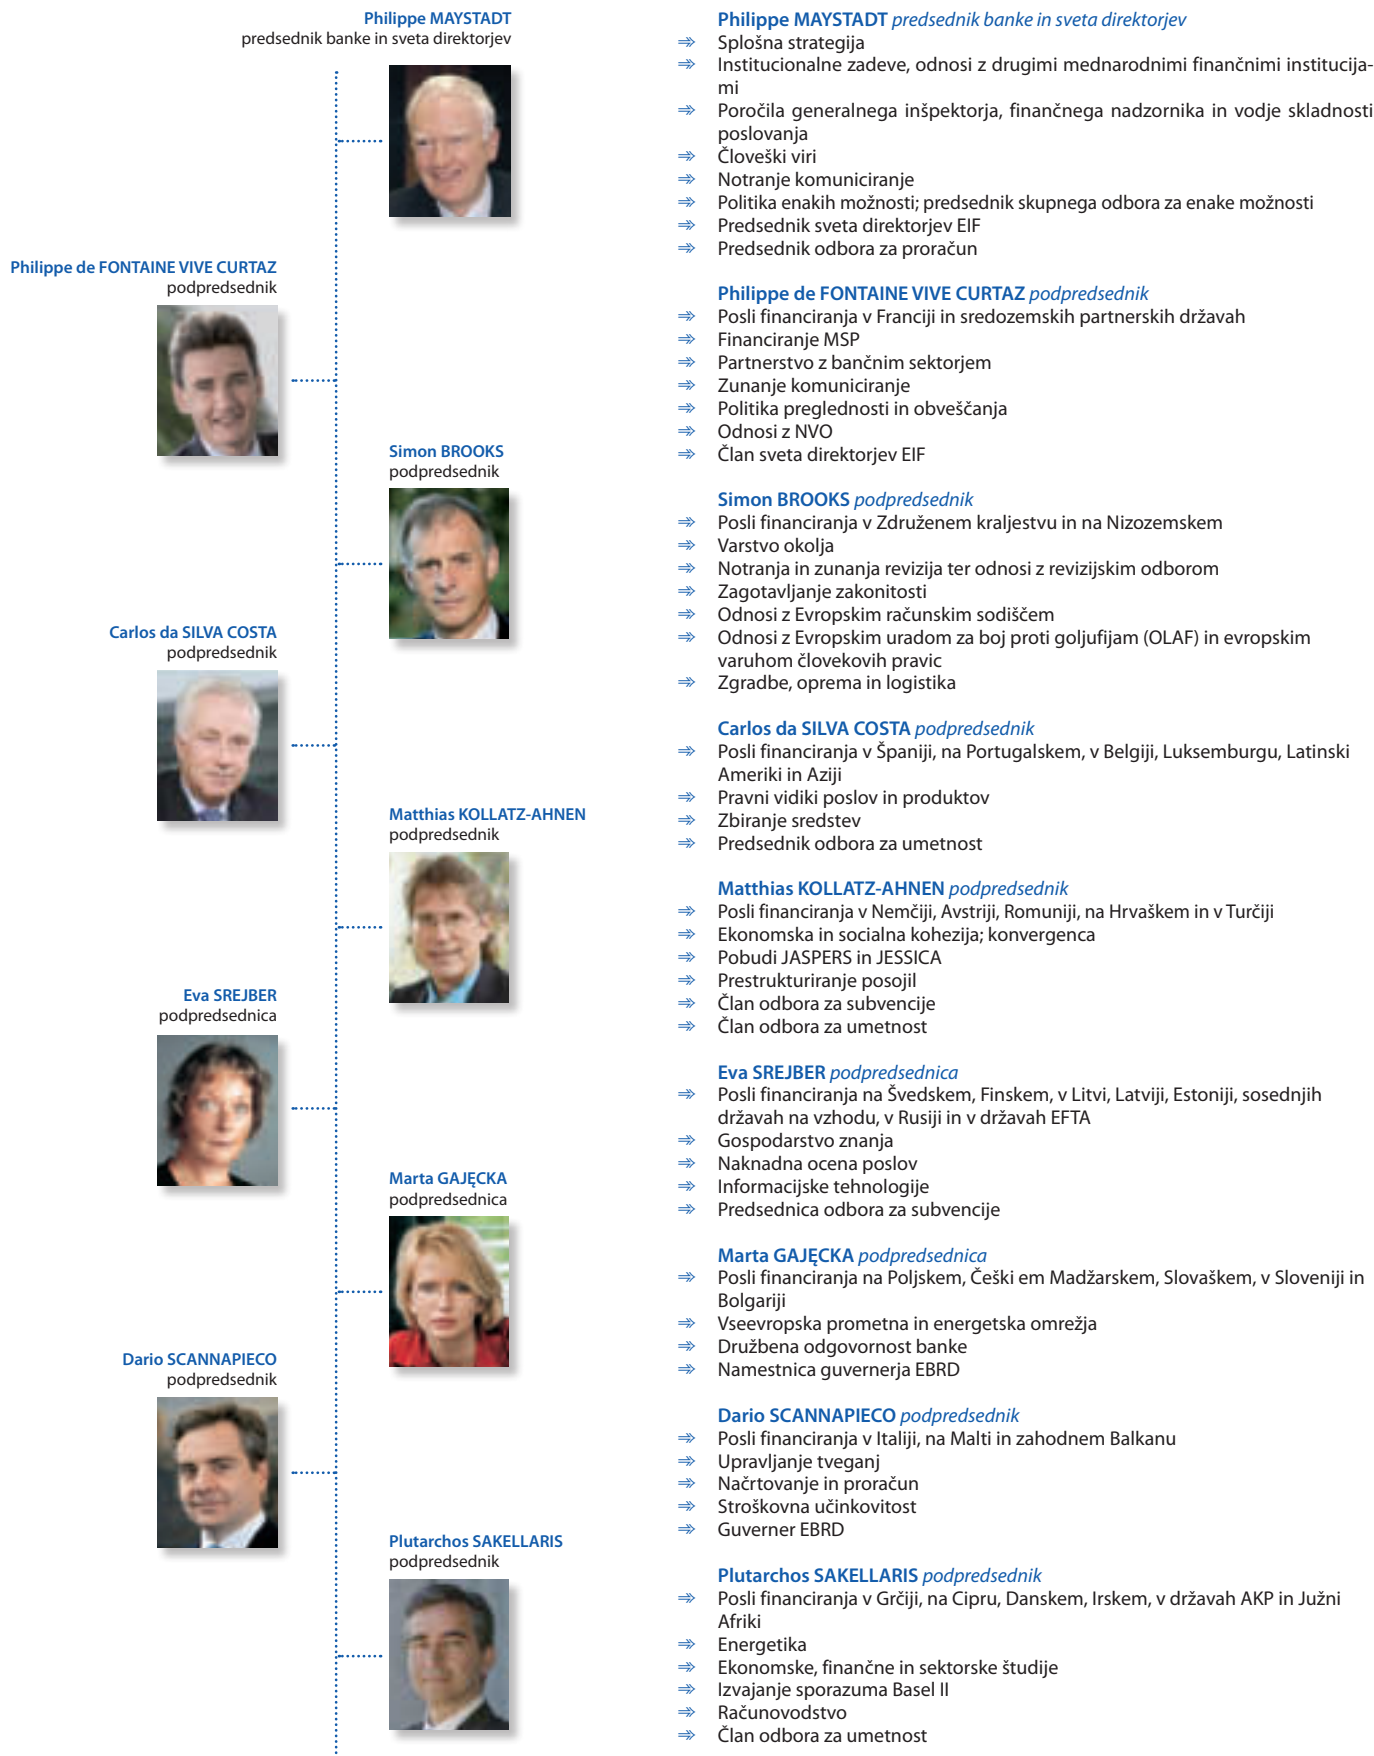 Philippe MAYSTADT
predsednik banke in sveta direktorjev
Philippe de FONTAINE VIVE CURTAZ
podpredsednik
Simon BROOKS
podpredsednik
Carlos da SILVA COSTA
podpredsednik
Matthias KOLLATZ-AHNEN
podpredsednik
Eva SREJBER
podpredsednica
Marta GAJĘCKA
podpredsednica
Dario SCANNAPIECO
podpredsednik
Plutarchos SAKELLARIS
podpredsednik
Philippe MAYSTADT predsednik banke in sveta direktorjev
⇒ Splošna strategija
⇒ Institucionalne zadeve, odnosi z drugimi mednarodnimi finančnimi institucija-
mi
⇒ Poročila generalnega inšpektorja, finančnega nadzornika in vodje skladnosti
poslovanja
⇒ Človeški viri
⇒ Notranje komuniciranje
⇒ Politika enakih možnosti; predsednik skupnega odbora za enake možnosti
⇒ Predsednik sveta direktorjev EIF
⇒ Predsednik odbora za proračun
Philippe de FONTAINE VIVE CURTAZ podpredsednik
⇒ Posli financiranja v Franciji in sredozemskih partnerskih državah
⇒ Financiranje MSP
⇒ Partnerstvo z bančnim sektorjem
⇒ Zunanje komuniciranje
⇒ Politika preglednosti in obveščanja
⇒ Odnosi z NVO
⇒ Član sveta direktorjev EIF
Simon BROOKS podpredsednik
⇒ Posli financiranja v Združenem kraljestvu in na Nizozemskem
⇒ Varstvo okolja
⇒ Notranja in zunanja revizija ter odnosi z revizijskim odborom
⇒ Zagotavljanje zakonitosti
⇒ Odnosi z Evropskim računskim sodiščem
⇒ Odnosi z Evropskim uradom za boj proti goljufijam (OLAF) in evropskim
varuhom človekovih pravic
⇒ Zgradbe, oprema in logistika
Carlos da SILVA COSTA podpredsednik
⇒ Posli financiranja v Španiji, na Portugalskem, v Belgiji, Luksemburgu, Latinski
Ameriki in Aziji
⇒ Pravni vidiki poslov in produktov
⇒ Zbiranje sredstev
⇒ Predsednik odbora za umetnost
Matthias KOLLATZ-AHNEN podpredsednik
⇒ Posli financiranja v Nemčiji, Avstriji, Romuniji, na Hrvaškem in v Turčiji
⇒ Ekonomska in socialna kohezija; konvergenca
⇒ Pobudi JASPERS in JESSICA
⇒ Prestrukturiranje posojil
⇒ Član odbora za subvencije
⇒ Član odbora za umetnost
Eva SREJBER podpredsednica
⇒ Posli financiranja na Švedskem, Finskem, v Litvi, Latviji, Estoniji, sosednjih
državah na vzhodu, v Rusiji in v državah EFTA
⇒ Gospodarstvo znanja
⇒ Naknadna ocena poslov
⇒ Informacijske tehnologije
⇒ Predsednica odbora za subvencije
Marta GAJĘCKA podpredsednica
⇒ Posli financiranja na Poljskem, Češki em Madžarskem, Slovaškem, v Sloveniji in
Bolgariji
⇒ Vseevropska prometna in energetska omrežja
⇒ Družbena odgovornost banke
⇒ Namestnica guvernerja EBRD
Dario SCANNAPIECO podpredsednik
⇒ Posli financiranja v Italiji, na Malti in zahodnem Balkanu
⇒ Upravljanje tveganj
⇒ Načrtovanje in proračun
⇒ Stroškovna učinkovitost
⇒ Guverner EBRD
Plutarchos SAKELLARIS podpredsednik
⇒ Posli financiranja v Grčiji, na Cipru, Danskem, Irskem, v državah AKP in Južni
Afriki
⇒ Energetika
⇒ Ekonomske, finančne in sektorske študije
⇒ Izvajanje sporazuma Basel II
⇒ Računovodstvo
⇒ Član odbora za umetnost